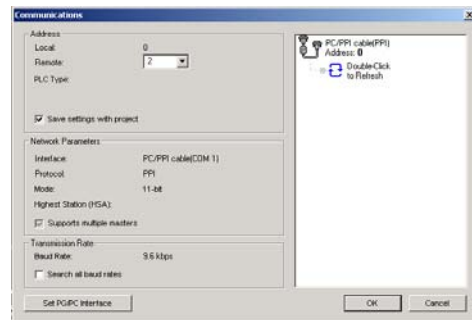 Communications
Address
Local: 0
Remote: 2
PLC Type:
Save settings with project
Network Parameters
Interface: PC/PPI cable(COM 1)
Protocol: PPI
Mode: 11-bit
Highest Station (HSA):
Supports multiple masters
Transmission Rate
Baud Rate: 9.6 kbps
Search all baud rates
Set PG/PC Interface
PC/PPI cable(PPI)
Address: 0
Double-Click
to Refresh
OK
Cancel